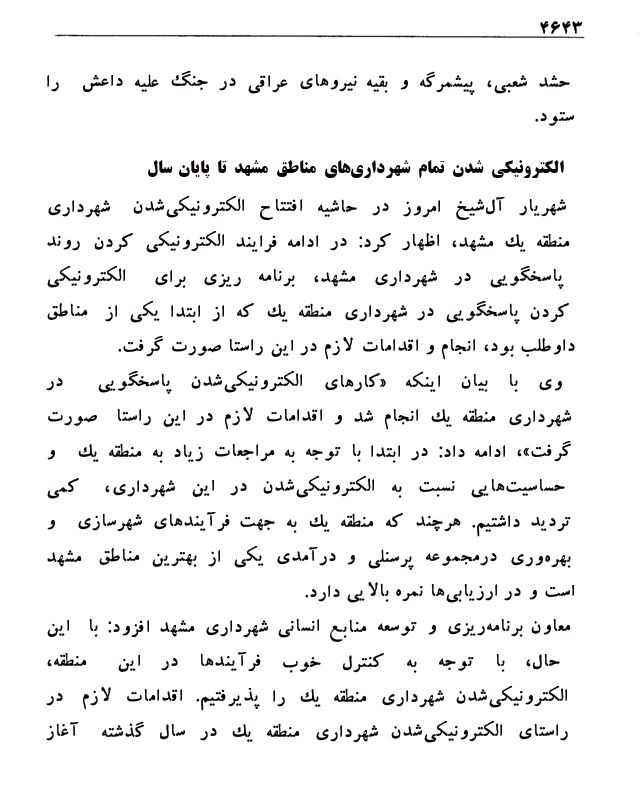 ۴۶۴۳
حشد شعبی، پیشمرگه و بقیه نیروهای عراقی در جنگ علیه داعش را
ستود.
الکترونیکی شدن تمام شهرداری‌های مناطق مشهد تا پایان سال
شهریار آل‌شیخ امروز در حاشیه افتتاح الکترونیکی‌شدن شهرداری
منطقه یك مشهد، اظهار کرد: در ادامه فرایند الکترونیکی کردن روند
پاسخگویی در شهرداری مشهد، برنامه ریزی برای الکترونیکی
کردن پاسخگویی در شهرداری منطقه یك که از ابتدا یکی از مناطق
داوطلب بود، انجام و اقدامات لازم در این راستا صورت گرفت.
وی با بیان اینکه «کارهای الکترونیکی‌شدن پاسخگویی در
شهرداری منطقه یك انجام شد و اقدامات لازم در این راستا صورت
گرفت»، ادامه داد: در ابتدا با توجه به مراجعات زیاد به منطقه یك و
حساسیت‌هایی نسبت به الکترونیکی‌شدن در این شهرداری، کمی
تردید داشتیم. هرچند که منطقه یك به جهت فرآیندهای شهرسازی و
بهره‌وری درمجموعه پرسنلی و درآمدی یکی از بهترین مناطق مشهد
است و در ارزیابی‌ها نمره بالایی دارد.
معاون برنامه‌ریزی و توسعه منابع انسانی شهرداری مشهد افزود: با این
حال، با توجه به کنترل خوب فرآیندها در این منطقه،
الکترونیکی‌شدن شهرداری منطقه یك را پذیرفتیم. اقدامات لازم در
راستای الکترونیکی‌شدن شهرداری منطقه یك در سال گذشته آغاز